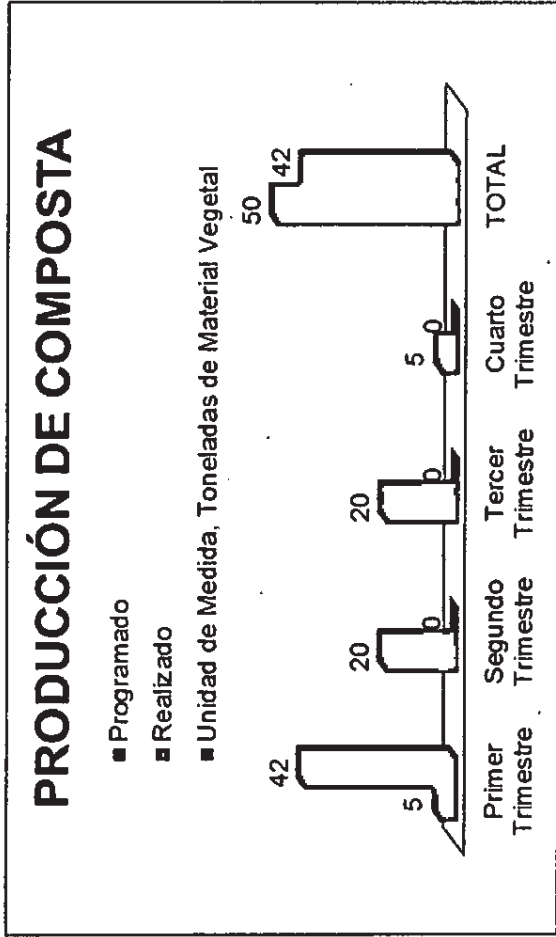 PRODUCCIÓN DE COMPOSTA
Programado
Realizado
Unidad de Medida, Toneladas de Material Vegetal
5 42
20 0
20 0
5 0
50 42
Primer Trimestre
Segundo Trimestre
Tercer Trimestre
Cuarto Trimestre
TOTAL